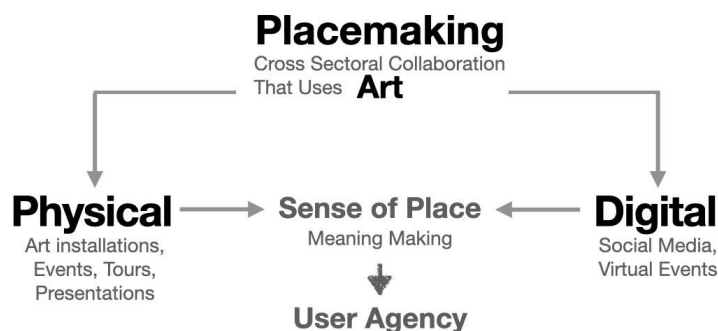 Placemaking
Cross Sectoral Collaboration
That Uses Art
Physical
Art installations,
Events, Tours,
Presentations
Sense of Place
Meaning Making
Digital
Social Media,
Virtual Events
User Agency